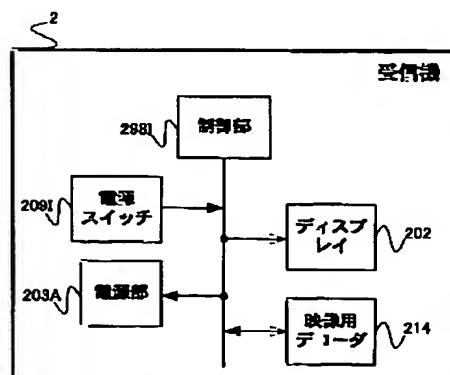 2
受信機
制御部
298I
電源
スイッチ
209I
ディスプ
レイ
202
電源部
203A
映像用
デコーダ
214